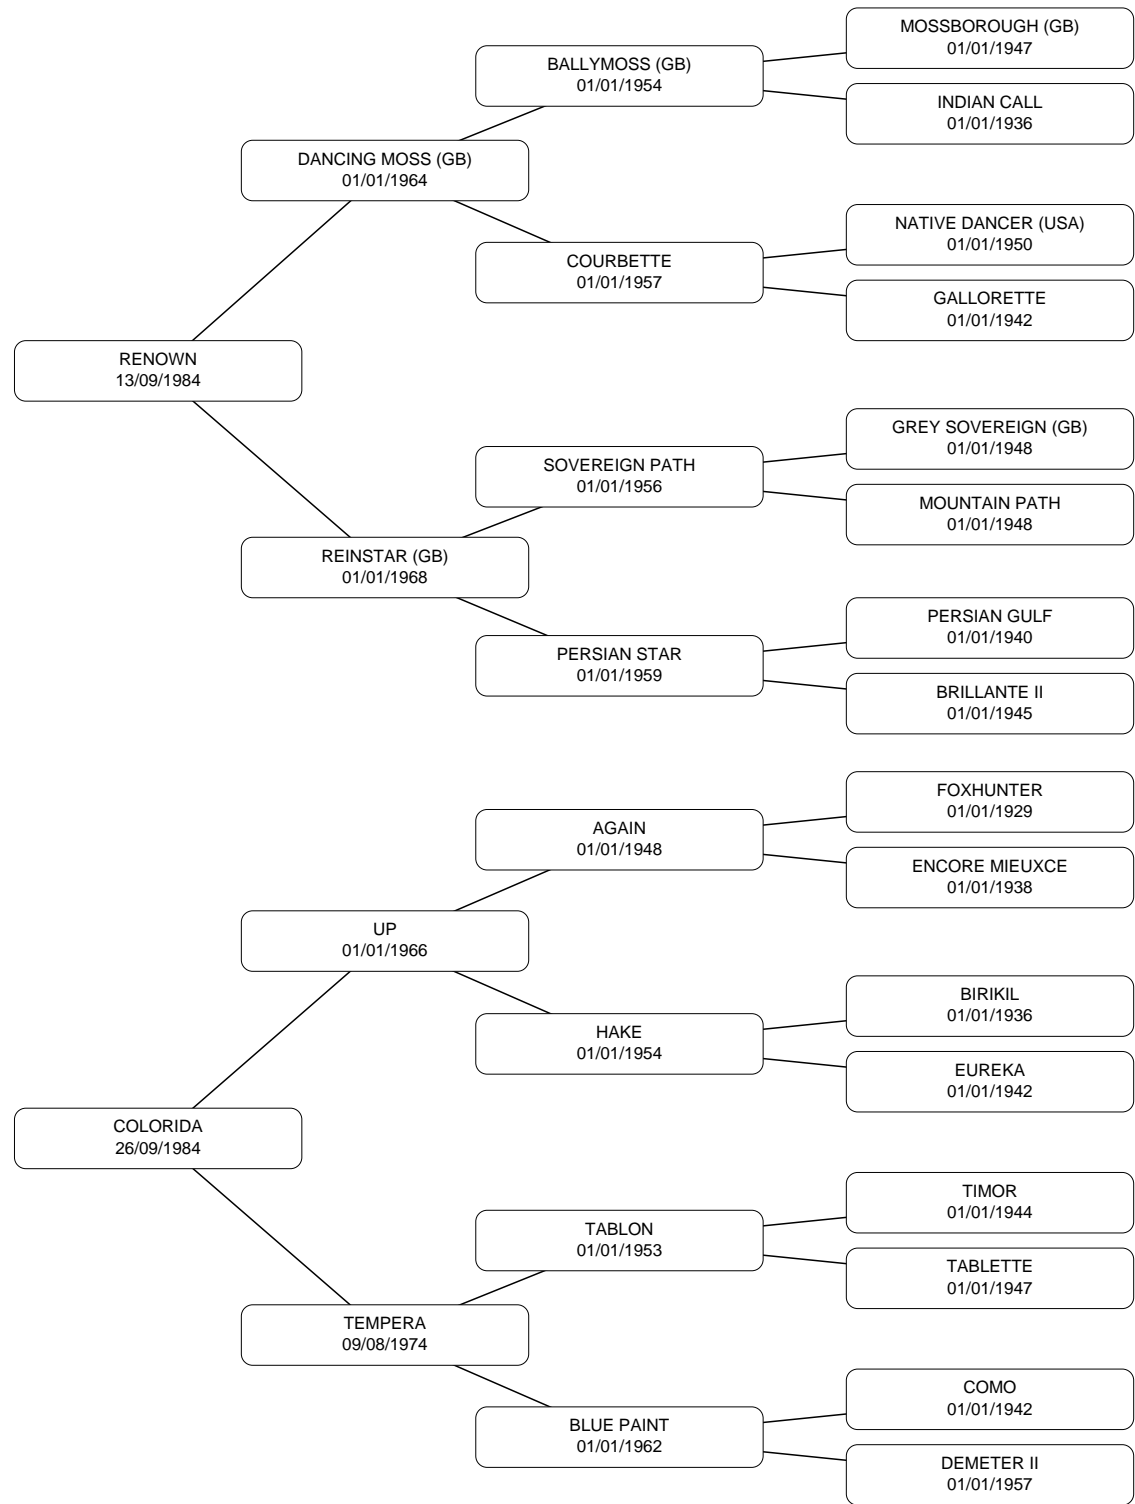 MOSSBOROUGH (GB)
01/01/1947
BALLYMOSS (GB)
01/01/1954
INDIAN CALL
01/01/1936
DANCING MOSS (GB)
01/01/1964
NATIVE DANCER (USA)
01/01/1950
COURBETTE
01/01/1957
GALLORETTE
01/01/1942
RENOWN
13/09/1984
GREY SOVEREIGN (GB)
01/01/1948
SOVEREIGN PATH
01/01/1956
MOUNTAIN PATH
01/01/1948
REINSTAR (GB)
01/01/1968
PERSIAN GULF
01/01/1940
PERSIAN STAR
01/01/1959
BRILLANTE II
01/01/1945
FOXHUNTER
01/01/1929
AGAIN
01/01/1948
ENCORE MIEUXCE
01/01/1938
UP
01/01/1966
BIRIKIL
01/01/1936
HAKE
01/01/1954
EUREKA
01/01/1942
COLORIDA
26/09/1984
TIMOR
01/01/1944
TABLON
01/01/1953
TABLETTE
01/01/1947
TEMPERA
09/08/1974
COMO
01/01/1942
BLUE PAINT
01/01/1962
DEMETER II
01/01/1957